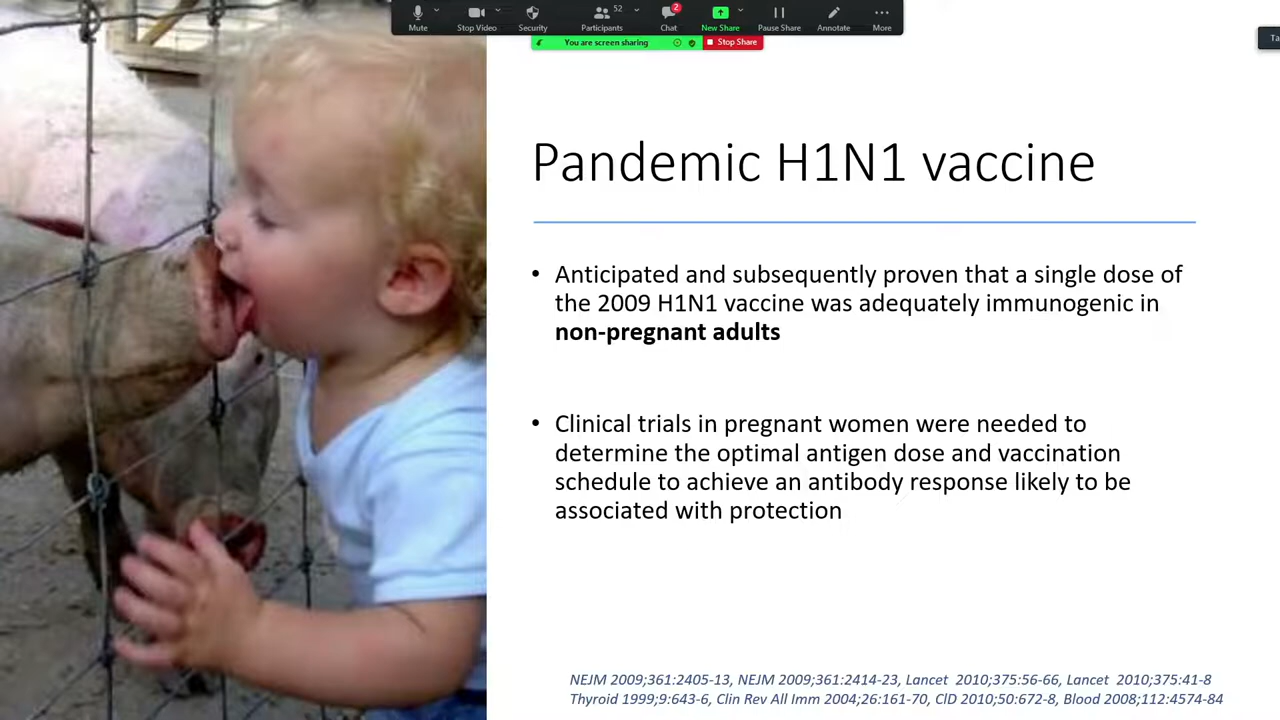 52
2
Mute
Stop Video
Security
Participants
Chat
New Share
Pause Share
Annotate
More
You are screen sharing
Stop Share
Ta
Pandemic H1N1 vaccine
• Anticipated and subsequently proven that a single dose of
the 2009 H1N1 vaccine was adequately immunogenic in
non-pregnant adults
• Clinical trials in pregnant women were needed to
determine the optimal antigen dose and vaccination
schedule to achieve an antibody response likely to be
associated with protection
NEJM 2009;361:2405-13, NEJM 2009;361:2414-23, Lancet 2010;375:56-66, Lancet 2010;375:41-8
Thyroid 1999;9:643-6, Clin Rev All Imm 2004;26:161-70, CID 2010;50:672-8, Blood 2008;112:4574-84